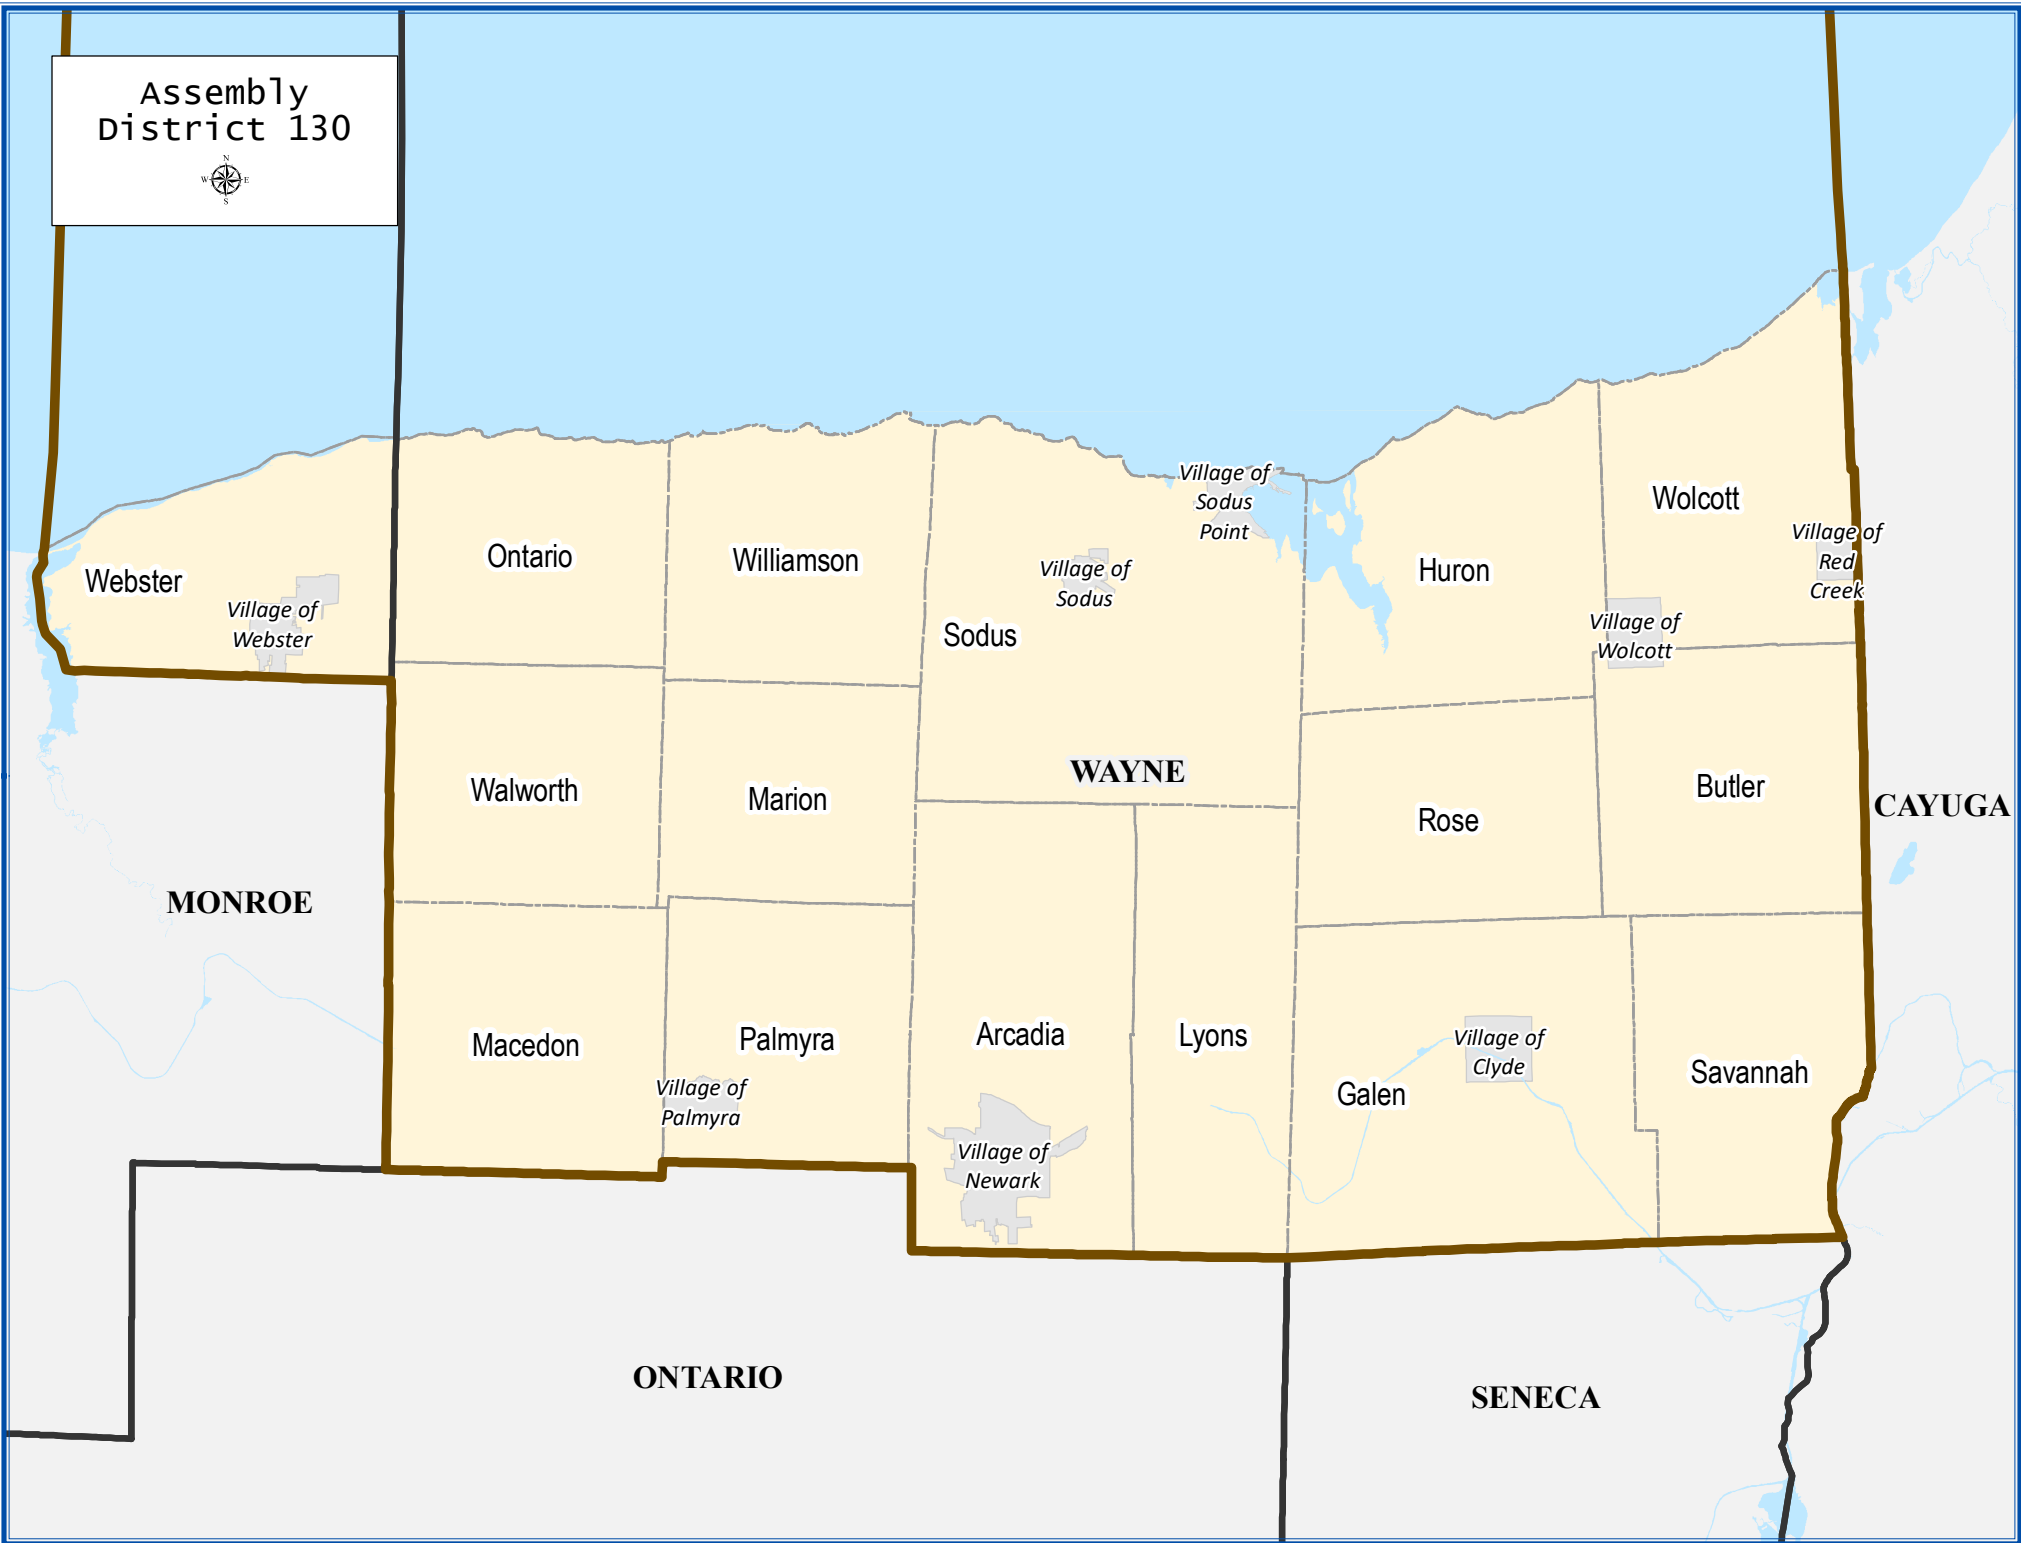 Assembly
District 130
N
W E
S
Village of
Sodus
Point
Wolcott
Village of
Red
Creek
Ontario
Williamson
Village of
Sodus
Huron
Webster
Village of
Webster
Sodus
Village of
Wolcott
WAYNE
Walworth
Marion
Rose
Butler
CAYUGA
MONROE
Macedon
Palmyra
Arcadia
Lyons
Village of
Clyde
Galen
Savannah
Village of
Palmyra
Village of
Newark
ONTARIO
SENECA